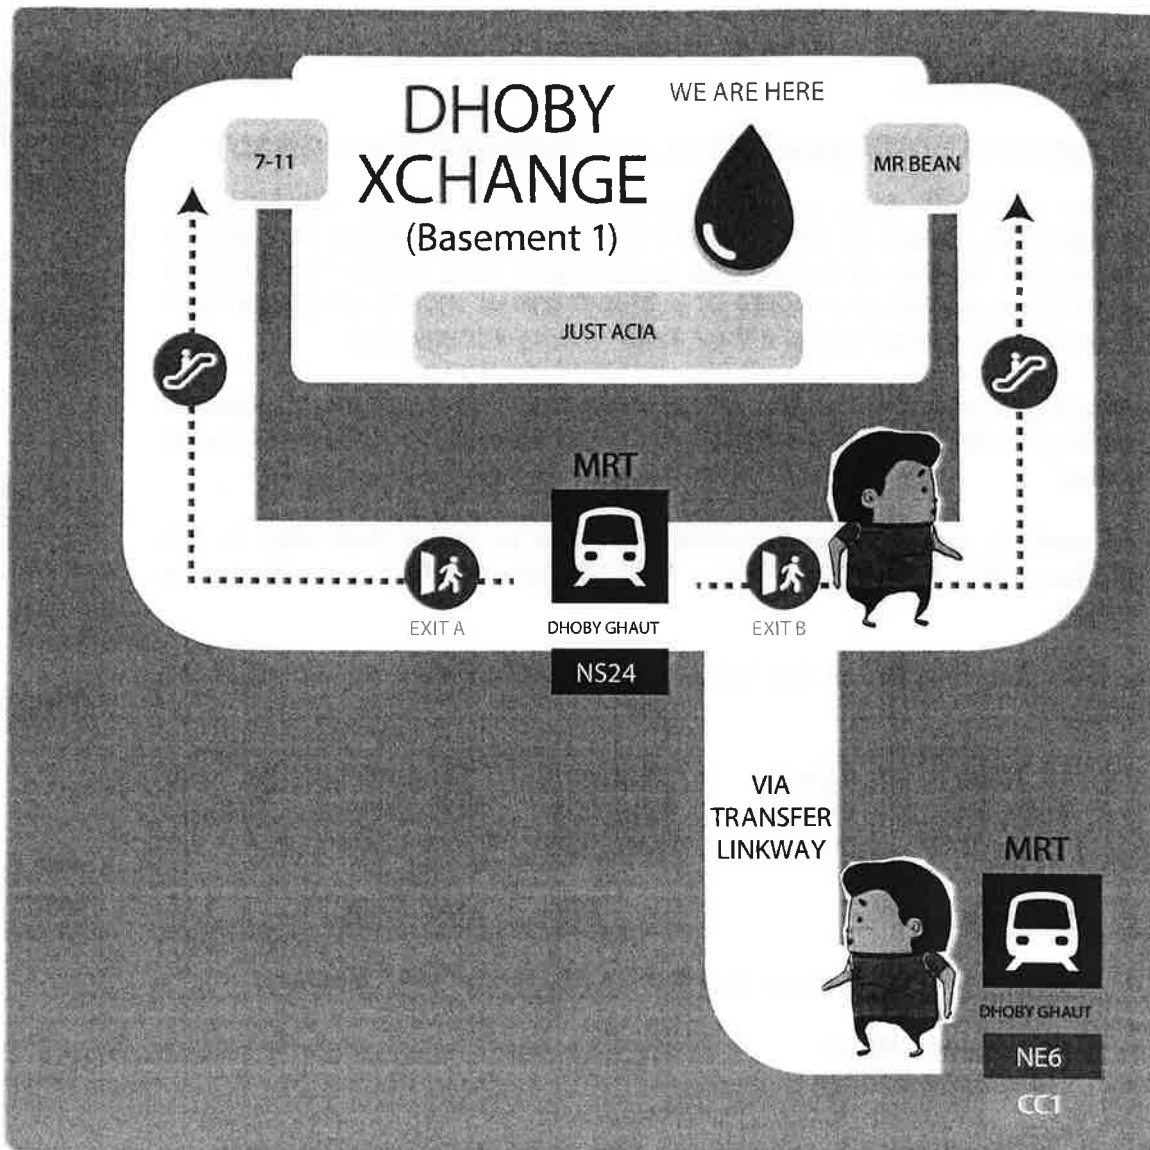 DHOBY
XCHANGE
(Basement 1)
WE ARE HERE
7-11
MR BEAN
JUST ACIA
MRT
EXIT A
DHOBY GHAUT
EXIT B
NS24
VIA
TRANSFER
LINKWAY
MRT
DHOBY GHAUT
NE6
CC1